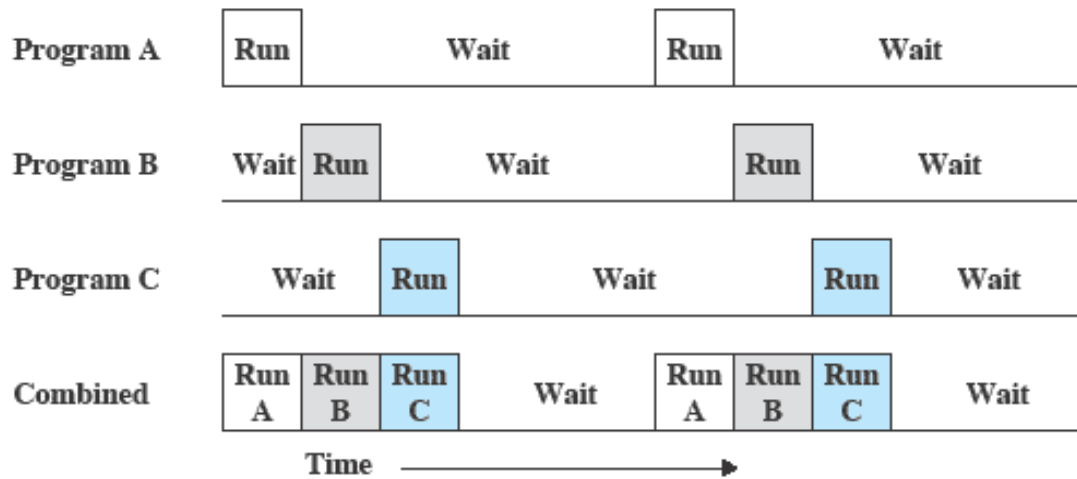 Program A Run Wait Run Wait
Program B Wait Run Wait Run Wait
Program C Wait Run Wait Run Wait
Combined Run A Run B Run C Wait Run A Run B Run C Wait
Time